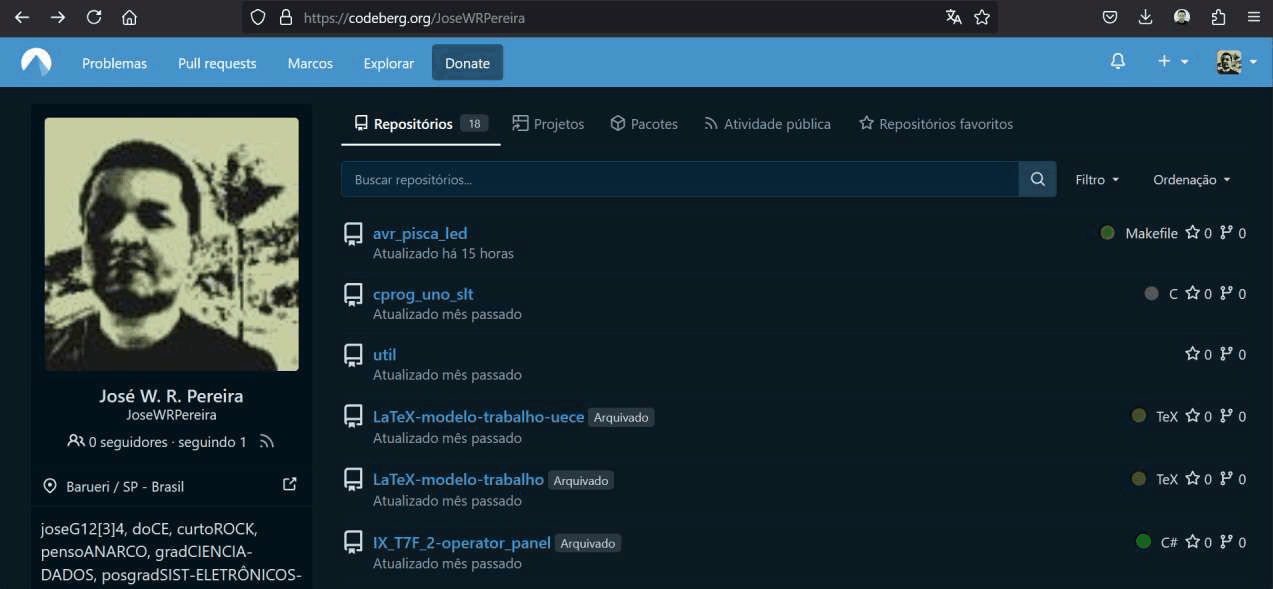 https://codeberg.org/JoseWRPereira
Problemas Pull requests Marcos Explorar Donate
Repositórios 18 Projetos Pacotes Atividade pública Repositórios favoritos
Buscar repositórios... Filtro Ordenação
avr_pisca_led Makefile 0 0
Atualizado há 15 horas
cprog_uno_slt C 0 0
Atualizado mês passado
util 0 0
Atualizado mês passado
LaTeX-modelo-trabalho-uece Arquivado TeX 0 0
Atualizado mês passado
LaTeX-modelo-trabalho Arquivado TeX 0 0
Atualizado mês passado
IX_T7F_2-operator_panel Arquivado C# 0 0
Atualizado mês passado
José W. R. Pereira
JoseWRPereira
0 seguidores · seguindo 1
Barueri / SP - Brasil
joseG12[3]4, doCE, curtoROCK,
pensoANARCO, gradCIENCIA-
DADOS, posgradSIST-ELETRÔNICOS-